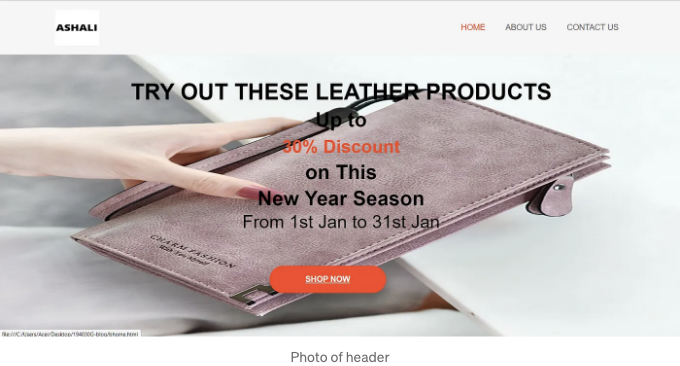 ASHALI
HOME ABOUT US CONTACT US
TRY OUT THESE LEATHER PRODUCTS
Up to
30% Discount
on This
New Year Season
From 1st Jan to 31st Jan
CHARM FASHION
SHOP NOW
file:///C:/Users/Acer/Desktop/194030G-blog/bhome.html
Photo of header